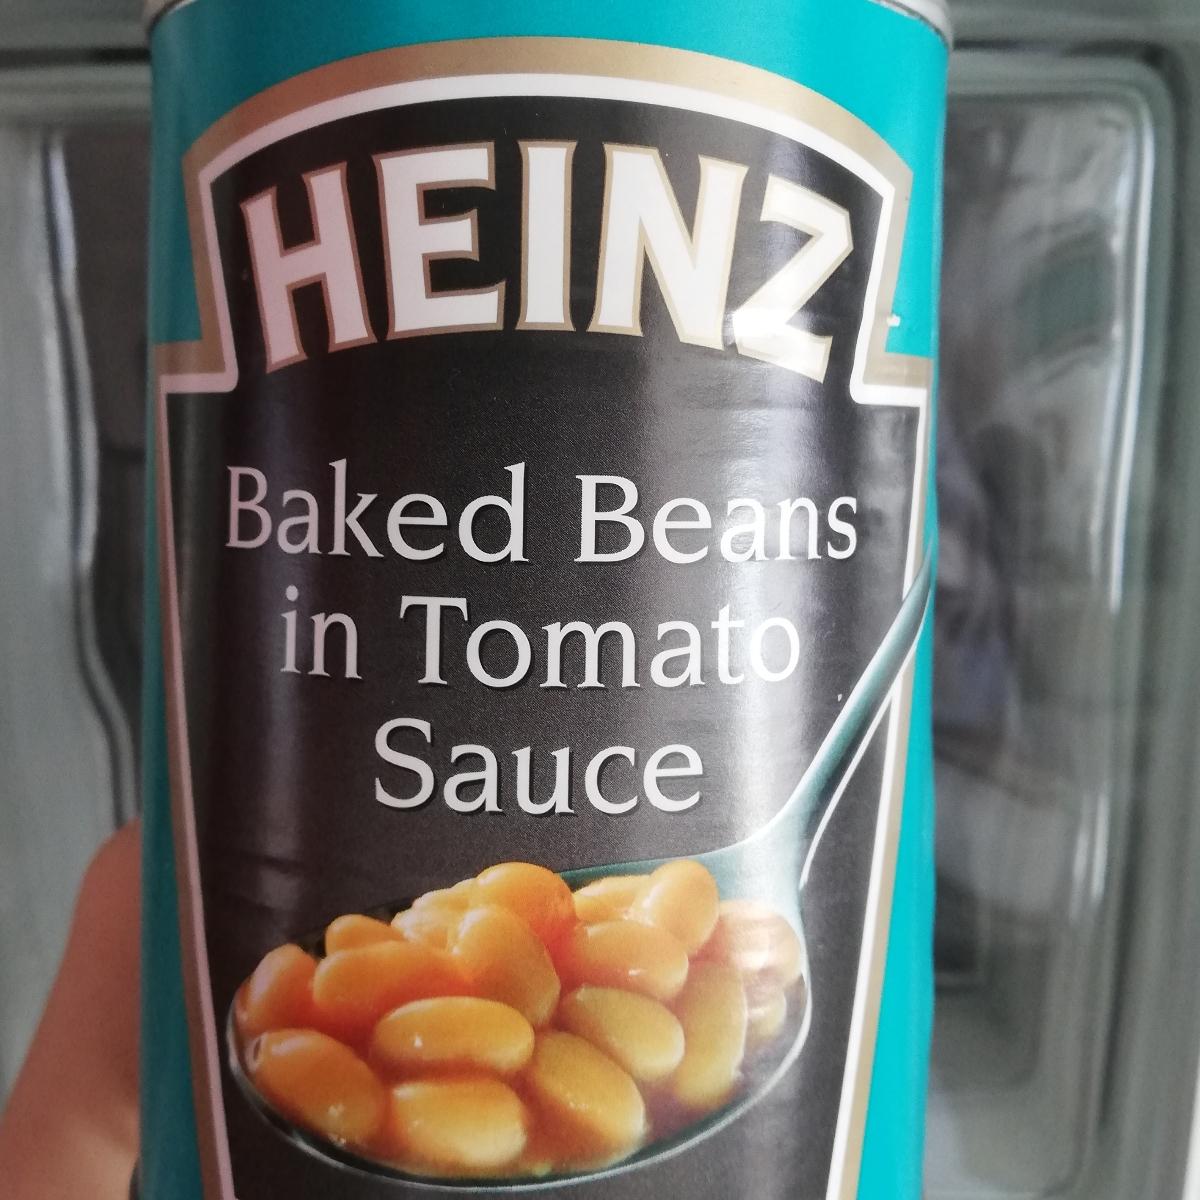 HEINZ
Baked Beans
in Tomato
Sauce